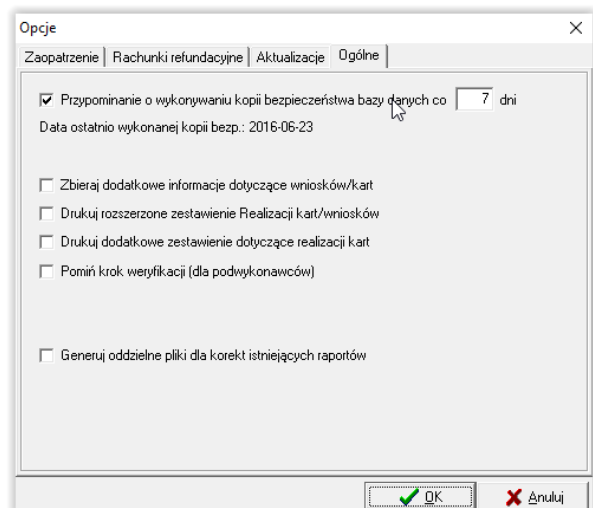 Opcje
Zaopatrzenie Rachunki refundacyjne Aktualizacje Ogólne
Przypominanie o wykonywaniu kopii bezpieczeństwa bazy danych co 7 dni
Data ostatnio wykonanej kopii bezp.: 2016-06-23
Zbieraj dodatkowe informacje dotyczące wniosków/kart
Drukuj rozszerzone zestawienie Realizacji kart/wniosków
Drukuj dodatkowe zestawienie dotyczące realizacji kart
Pomiń krok weryfikacji (dla podwykonawców)
Generuj oddzielne pliki dla korekt istniejących raportów
OK Anuluj